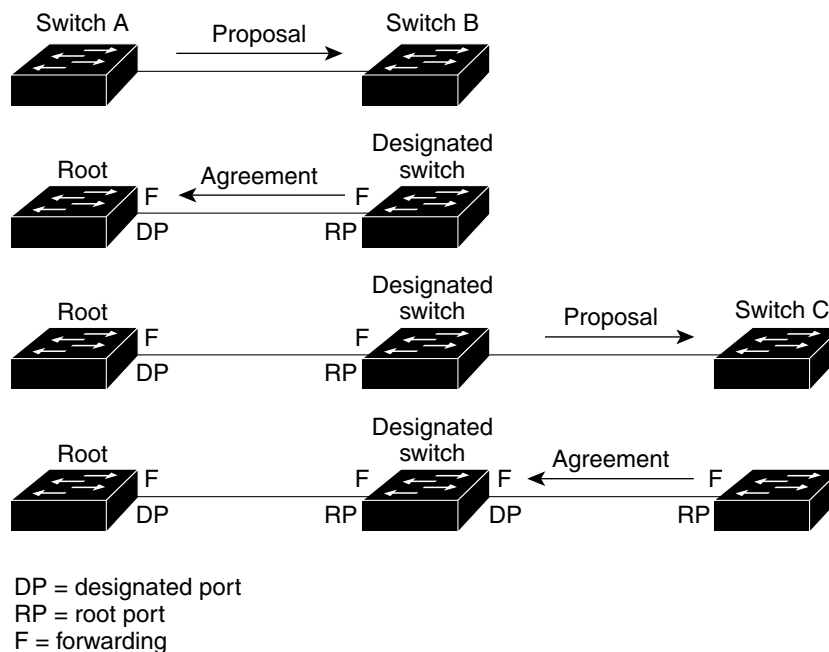 Switch A
Proposal
Switch B
Root
F
DP
Agreement
Designated
switch
F
RP
Root
F
DP
Designated
switch
F
RP
Proposal
Switch C
Root
F
DP
Designated
switch
F
RP
F
DP
Agreement
F
RP
DP = designated port
RP = root port
F = forwarding